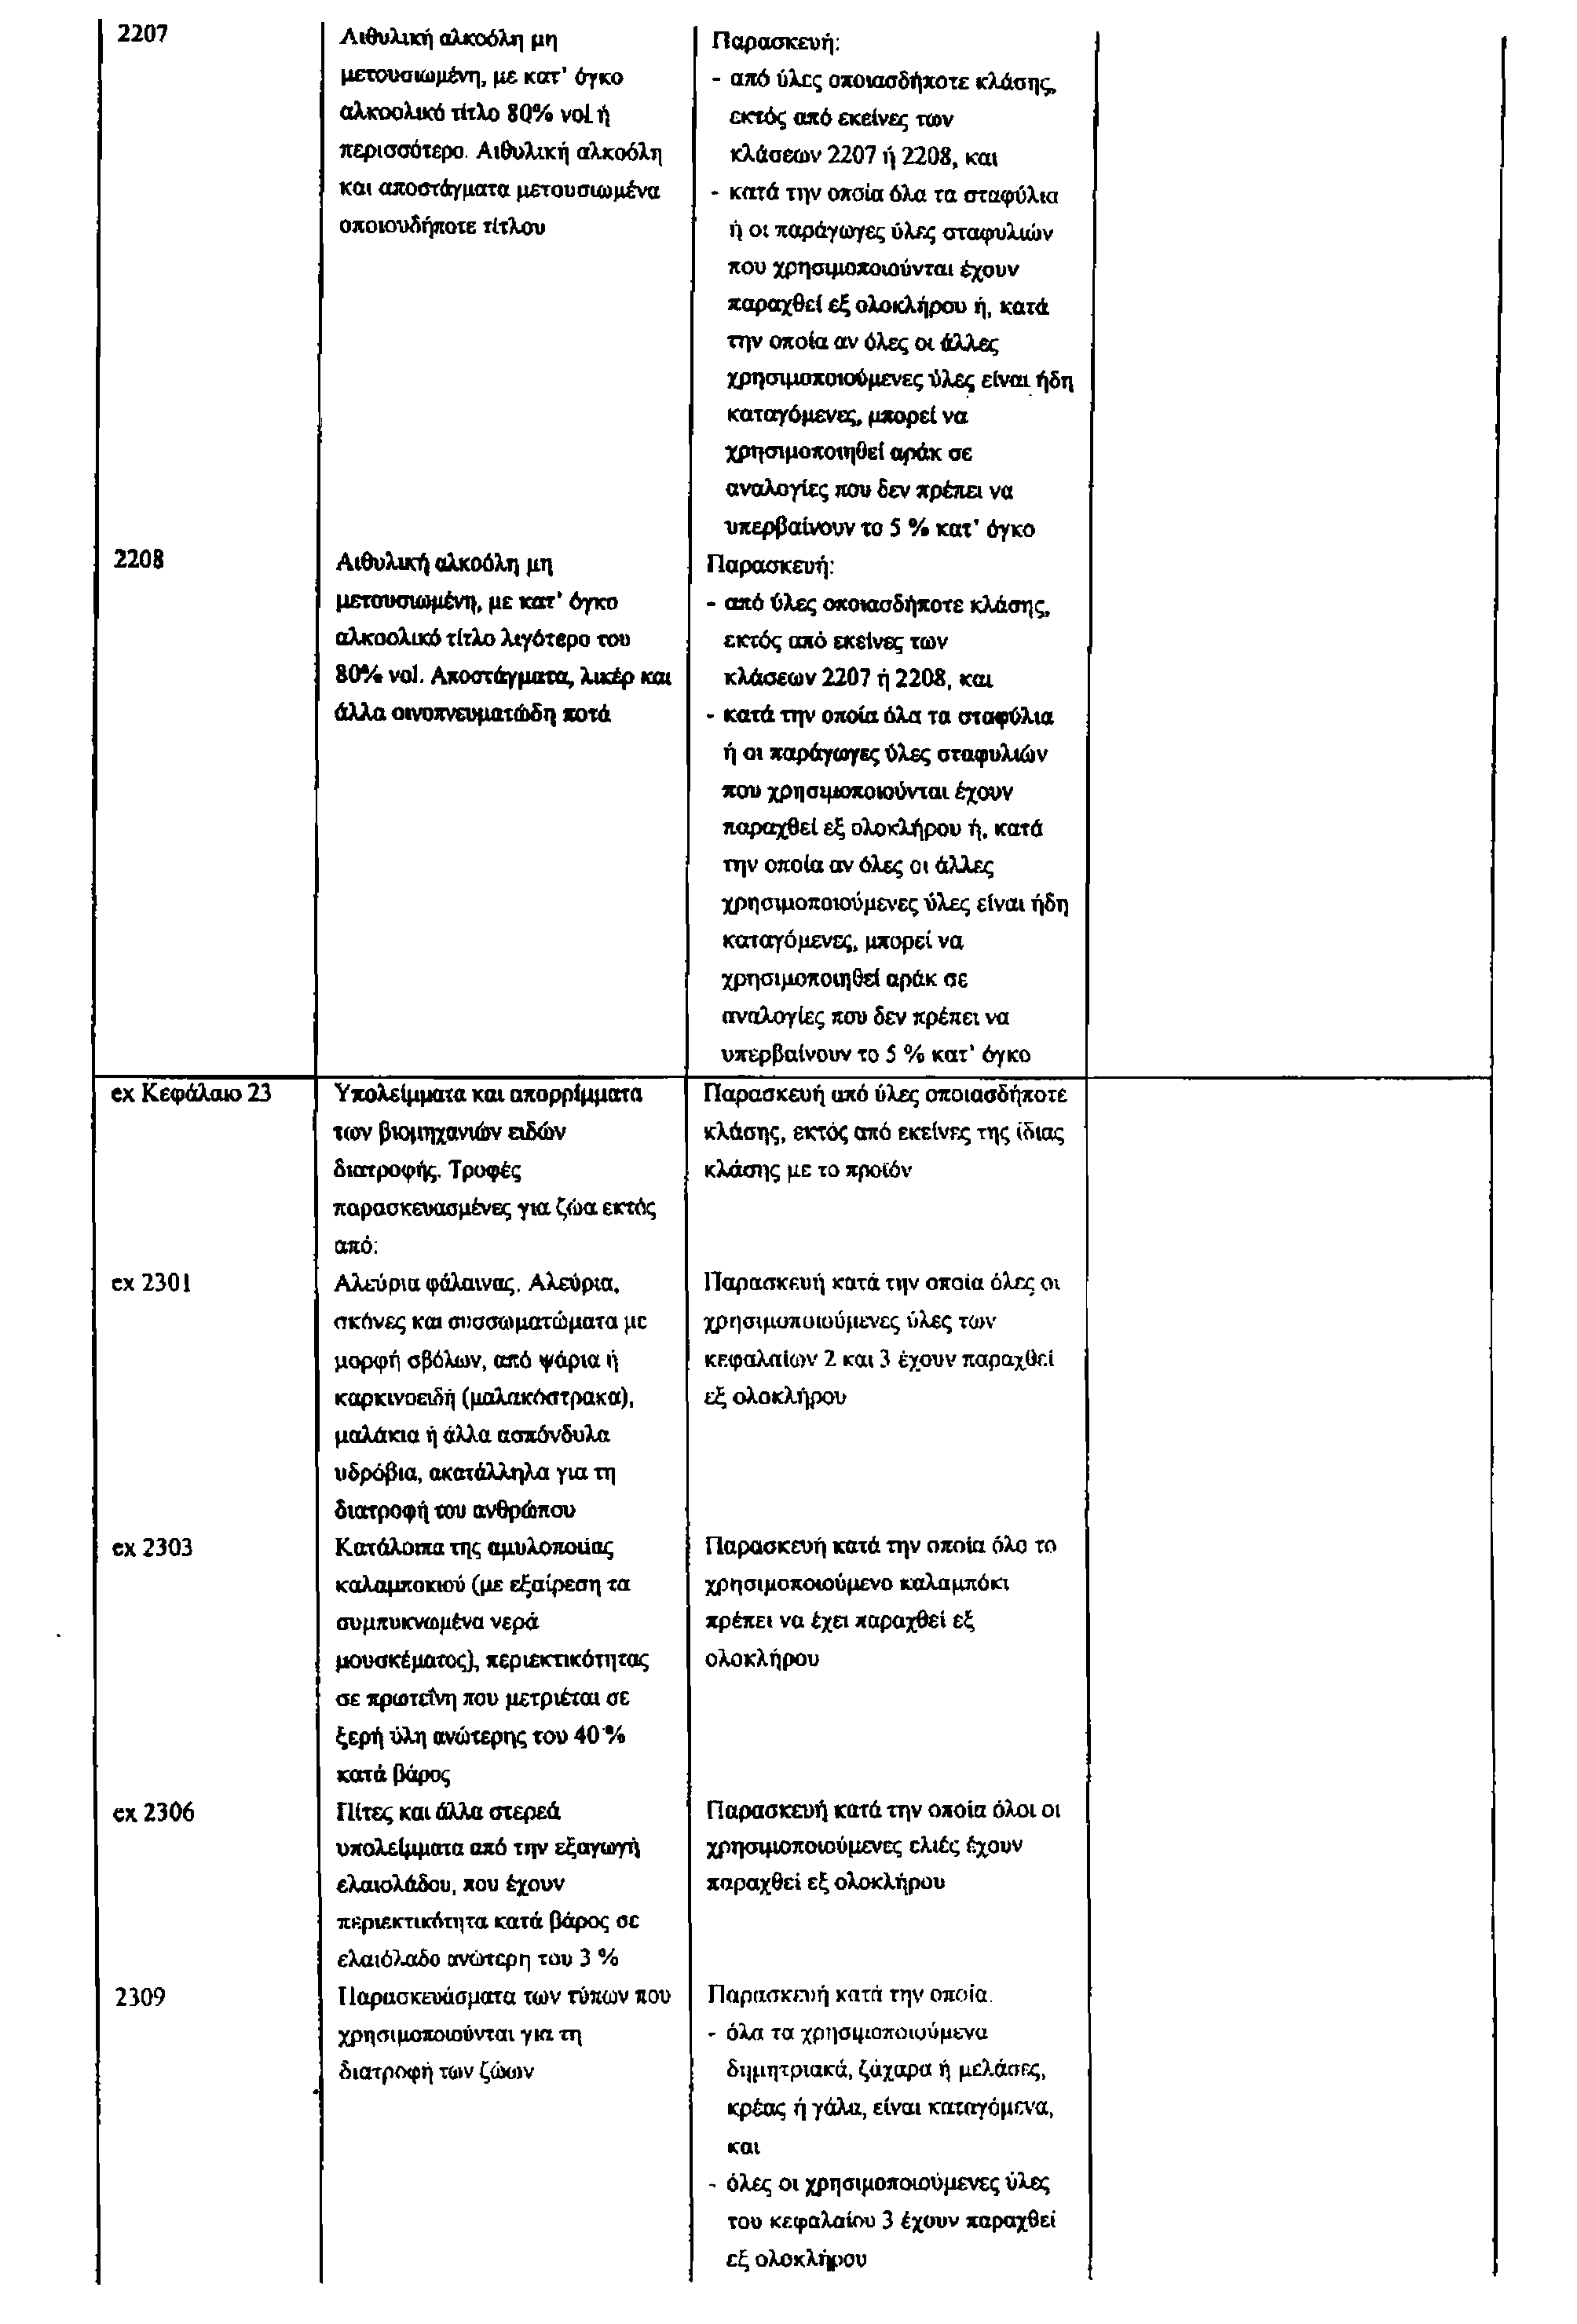 2207
Αιθυλική αλκοόλη μη
μετουσιωμένη, με κατ' όγκο
αλκοολικό τίτλο 80% vol ή
περισσότερο. Αιθυλική αλκοόλη
και αποστάγματα μετουσιωμένα
οποιουδήποτε τίτλου
Παρασκευή:
- από ύλες οποιασδήποτε κλάσης,
εκτός από εκείνες των
κλάσεων 2207 ή 2208, και
- κατά την οποία όλα τα σταφύλια
ή οι παράγωγες ύλες σταφυλιών
που χρησιμοποιούνται έχουν
παραχθεί εξ ολοκλήρου ή, κατά
την οποία αν όλες οι άλλες
χρησιμοποιούμενες ύλες είναι ήδη
καταγόμενες, μπορεί να
χρησιμοποιηθεί αράκ σε
αναλογίες που δεν πρέπει να
υπερβαίνουν το 5 % κατ' όγκο
2208
Αιθυλική αλκοόλη μη
μετουσιωμένη, με κατ' όγκο
αλκοολικό τίτλο λιγότερο του
80% vol. Αποστάγματα, λικέρ και
άλλα οινοπνευματώδη ποτά
Παρασκευή:
- από ύλες οποιασδήποτε κλάσης,
εκτός από εκείνες των
κλάσεων 2207 ή 2208, και
- κατά την οποία όλα τα σταφύλια
ή οι παράγωγες ύλες σταφυλιών
που χρησιμοποιούνται έχουν
παραχθεί εξ ολοκλήρου ή, κατά
την οποία αν όλες οι άλλες
χρησιμοποιούμενες ύλες είναι ήδη
καταγόμενες, μπορεί να
χρησιμοποιηθεί αράκ σε
αναλογίες που δεν πρέπει να
υπερβαίνουν το 5 % κατ' όγκο
ex Κεφάλαιο 23
Υπολείμματα και απορρίμματα
των βιομηχανιών ειδών
διατροφής. Τροφές
παρασκευασμένες για ζώα εκτός
από:
Παρασκευή από ύλες οποιασδήποτε
κλάσης, εκτός από εκείνες της ίδιας
κλάσης με το προϊόν
ex 2301
Αλεύρια φάλαινας. Αλεύρια,
σκόνες και συσσωματώματα με
μορφή σβόλων, από ψάρια ή
καρκινοειδή (μαλακόστρακα),
μαλάκια ή άλλα ασπόνδυλα
υδρόβια, ακατάλληλα για τη
διατροφή του ανθρώπου
Παρασκευή κατά την οποία όλες οι
χρησιμοποιούμενες ύλες των
κεφαλαίων 2 και 3 έχουν παραχθεί
εξ ολοκλήρου
ex 2303
Κατάλοιπα της αμυλοποιίας
καλαμποκιού (με εξαίρεση τα
συμπυκνωμένα νερά
μουσκέματος), περιεκτικότητας
σε πρωτεΐνη που μετριέται σε
ξερή ύλη ανώτερης του 40 %
κατά βάρος
Παρασκευή κατά την οποία όλο το
χρησιμοποιούμενο καλαμπόκι
πρέπει να έχει παραχθεί εξ
ολοκλήρου
ex 2306
Πίτες και άλλα στερεά
υπολείμματα από την εξαγωγή
ελαιολάδου, που έχουν
περιεκτικότητα κατά βάρος σε
ελαιόλαδο ανώτερη του 3 %
Παρασκευή κατά την οποία όλοι οι
χρησιμοποιούμενες ελιές έχουν
παραχθεί εξ ολοκλήρου
2309
Παρασκευάσματα των τύπων που
χρησιμοποιούνται για τη
διατροφή των ζώων
Παρασκευή κατά την οποία.
- όλα τα χρησιμοποιούμενα
δημητριακά, ζάχαρα ή μελάσες,
κρέας ή γάλα, είναι καταγόμενα,
και
- όλες οι χρησιμοποιούμενες ύλες
του κεφαλαίου 3 έχουν παραχθεί
εξ ολοκλήρου